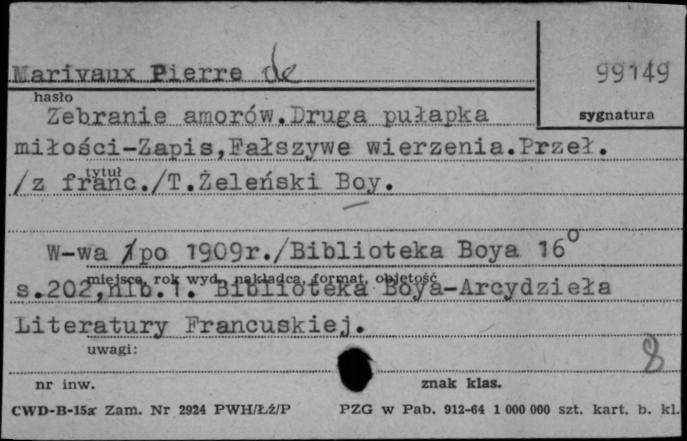 Marivaux Pierre de
99149
hasło
sygnatura
Zebranie amorów.Druga pułapka
miłości-Zapis,Fałszywe wierzenia.Przeł.
tytuł
/z franc./T.Żeleński Boy.
W-wa /po 1909r./Biblioteka Boya 16°
miejsce, rok wyd., nakładca, format, objętość
s.202,nlb.1. Biblioteka Boya-Arcydzieła
Literatury Francuskiej.
uwagi:
8
nr inw.
znak klas.
CWD-B-15a Zam. Nr 2924 PWH/Łż/P
PZG w Pab. 912-64 1 000 000 szt. kart. b. kl.